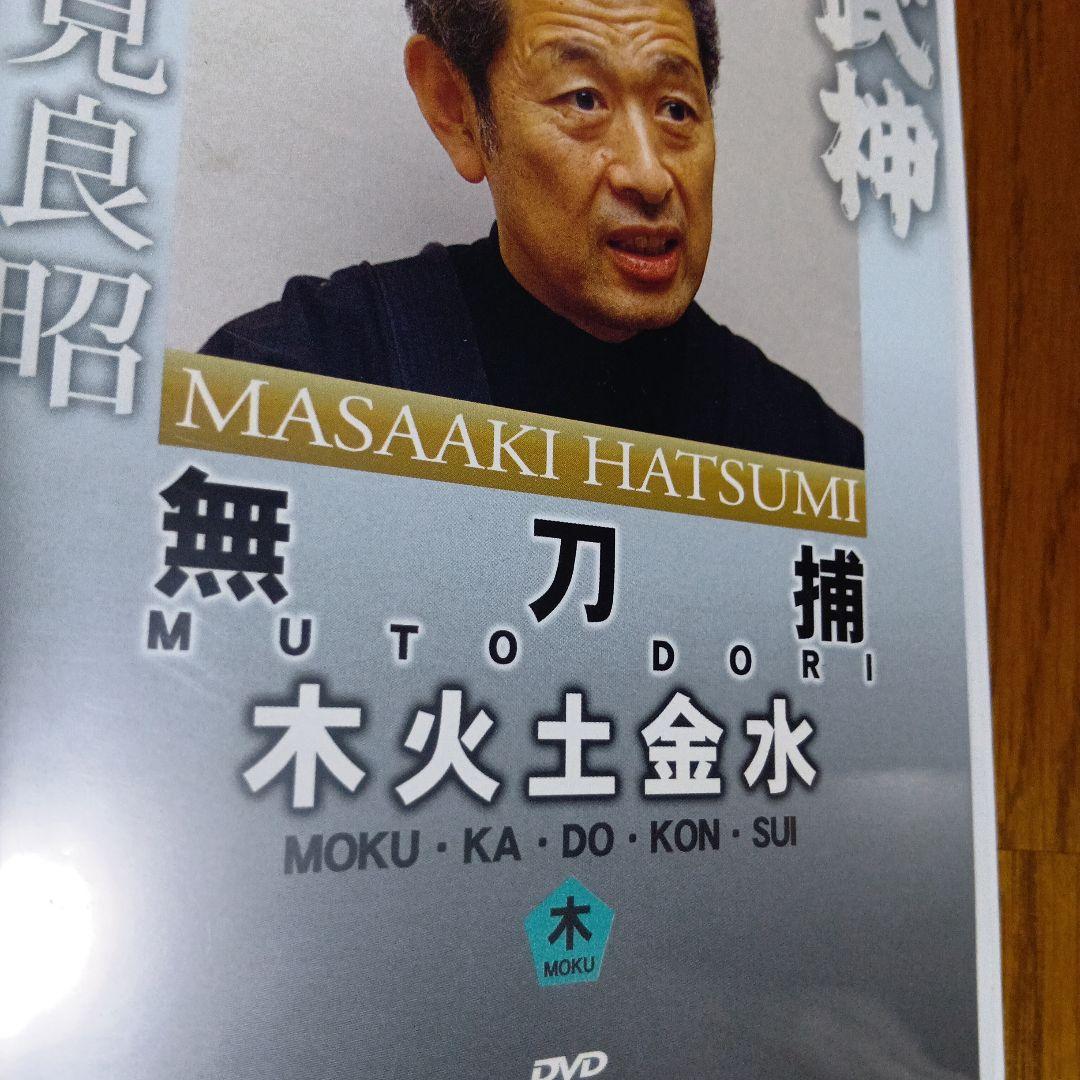 見良昭
武神
MASAAKI HATSUMI
無刀捕
MUTO DORI
木火土金水
MOKU・KA・DO・KON・SUI
木
MOKU
DVD